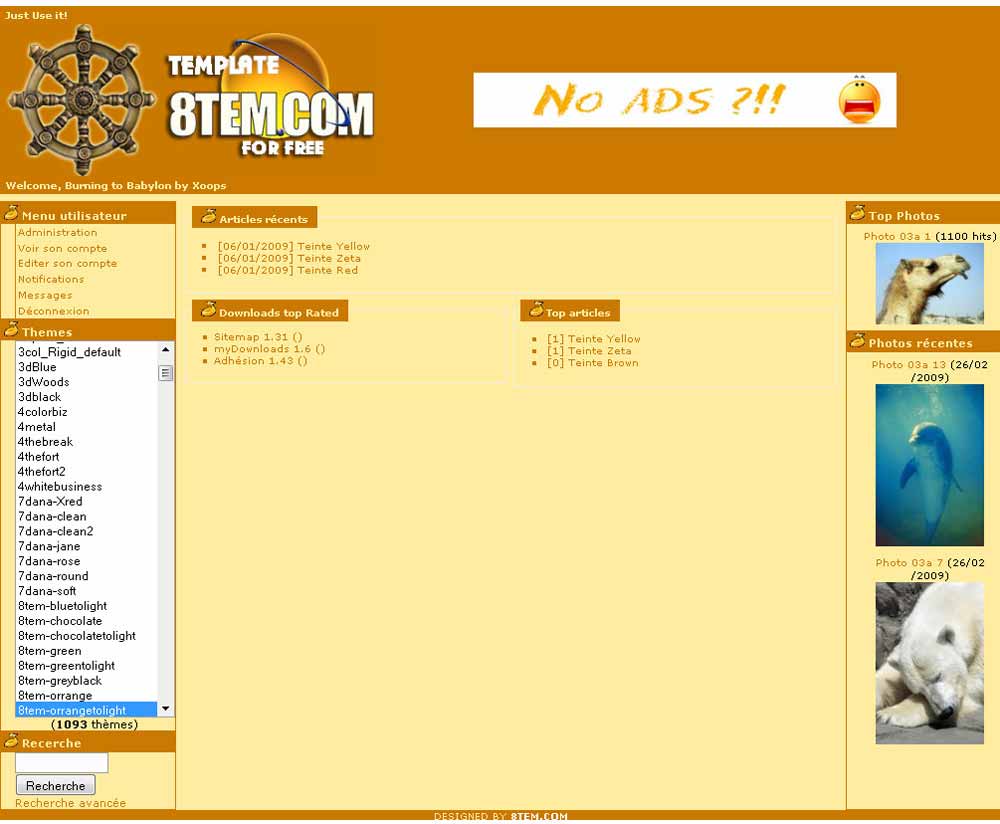 Just Use it!
TEMPLATE
8TEM.COM
FOR FREE
NO ADS ?!!
Welcome, Burning to Babylon by Xoops
Menu utilisateur
Administration
Voir son compte
Editer son compte
Notifications
Messages
Déconnexion
Themes
3col_Rigid_default
3dBlue
3dWoods
3dblack
4colorbiz
4metal
4thebreak
4thefort
4thefort2
4whitebusiness
7dana-Xred
7dana-clean
7dana-clean2
7dana-jane
7dana-rose
7dana-round
7dana-soft
8tem-bluetolight
8tem-chocolate
8tem-chocolatetolight
8tem-green
8tem-greentolight
8tem-greyblack
8tem-orrange
8tem-orrangetolight
(1093 thèmes)
Recerche
Recherche
Recherche avancée
Articles récents
[06/01/2009] Teinte Yellow
[06/01/2009] Teinte Zeta
[06/01/2009] Teinte Red
Downloads top Rated
Sitemap 1.31 ()
myDownloads 1.6 ()
Adhésion 1.43 ()
Top articles
[1] Teinte Yellow
[1] Teinte Zeta
[0] Teinte Brown
Top Photos
Photo 03a 1 (1100 hits)
Photos récentes
Photo 03a 13 (26/02
/2009)
Photo 03a 7 (26/02
/2009)
DESIGNED BY 8TEM.COM